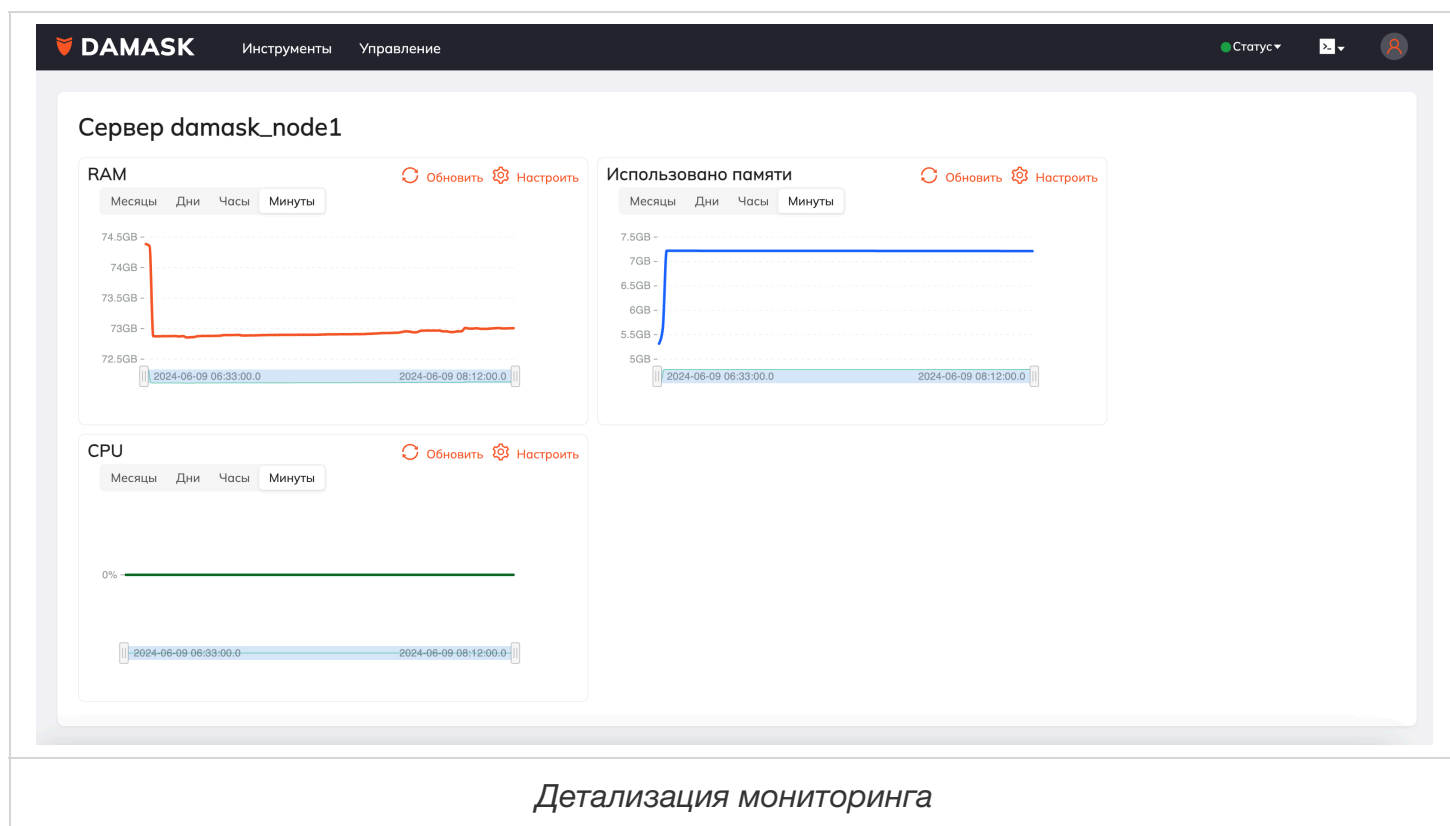 DAMASK Инструменты Управление Статус
Сервер damask_node1
RAM Обновить Настроить
Месяцы Дни Часы Минуты
74.5GB
74GB
73.5GB
73GB
72.5GB
2024-06-09 06:33:00.0 2024-06-09 08:12:00.0
Использовано памяти Обновить Настроить
Месяцы Дни Часы Минуты
7.5GB
7GB
6.5GB
6GB
5.5GB
5GB
2024-06-09 06:33:00.0 2024-06-09 08:12:00.0
CPU Обновить Настроить
Месяцы Дни Часы Минуты
0%
2024-06-09 06:33:00.0 2024-06-09 08:12:00.0
Детализация мониторинга